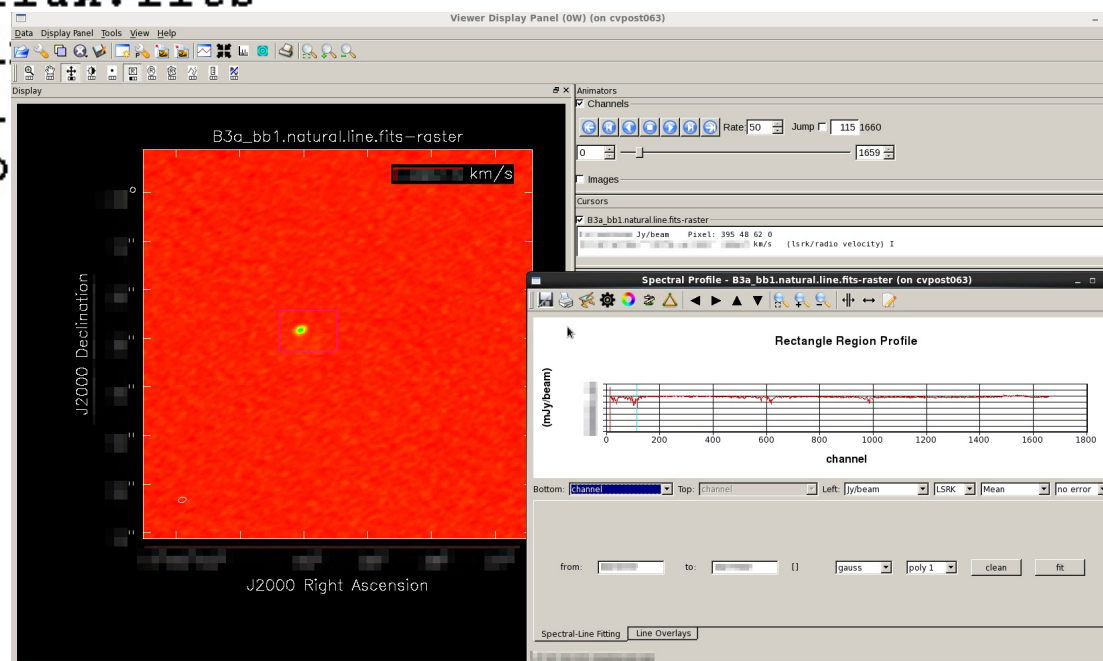 Viewer Display Panel (0W) (on cvpost063)
Data Display Panel Tools View Help
Display
B3a_bb1.natural.line.fits-raster
km/s
J2000 Declination
J2000 Right Ascension
Animators
Channels
Rate: 50 Jump 115 1660
0 1659
Images
Cursors
B3a_bb1.natural.line.fits-raster
Jy/beam Pixel: 395 48 62 0
km/s (lsrk/radio velocity) I
Spectral Profile - B3a_bb1.natural.line.fits-raster (on cvpost063)
Rectangle Region Profile
(mJy/beam)
0 200 400 600 800 1000 1200 1400 1600 1800
channel
Bottom: channel Top: channel Left: Jy/beam LSRK Mean no error
from: to: [] gauss poly 1 clean fit
Spectral-Line Fitting Line Overlays